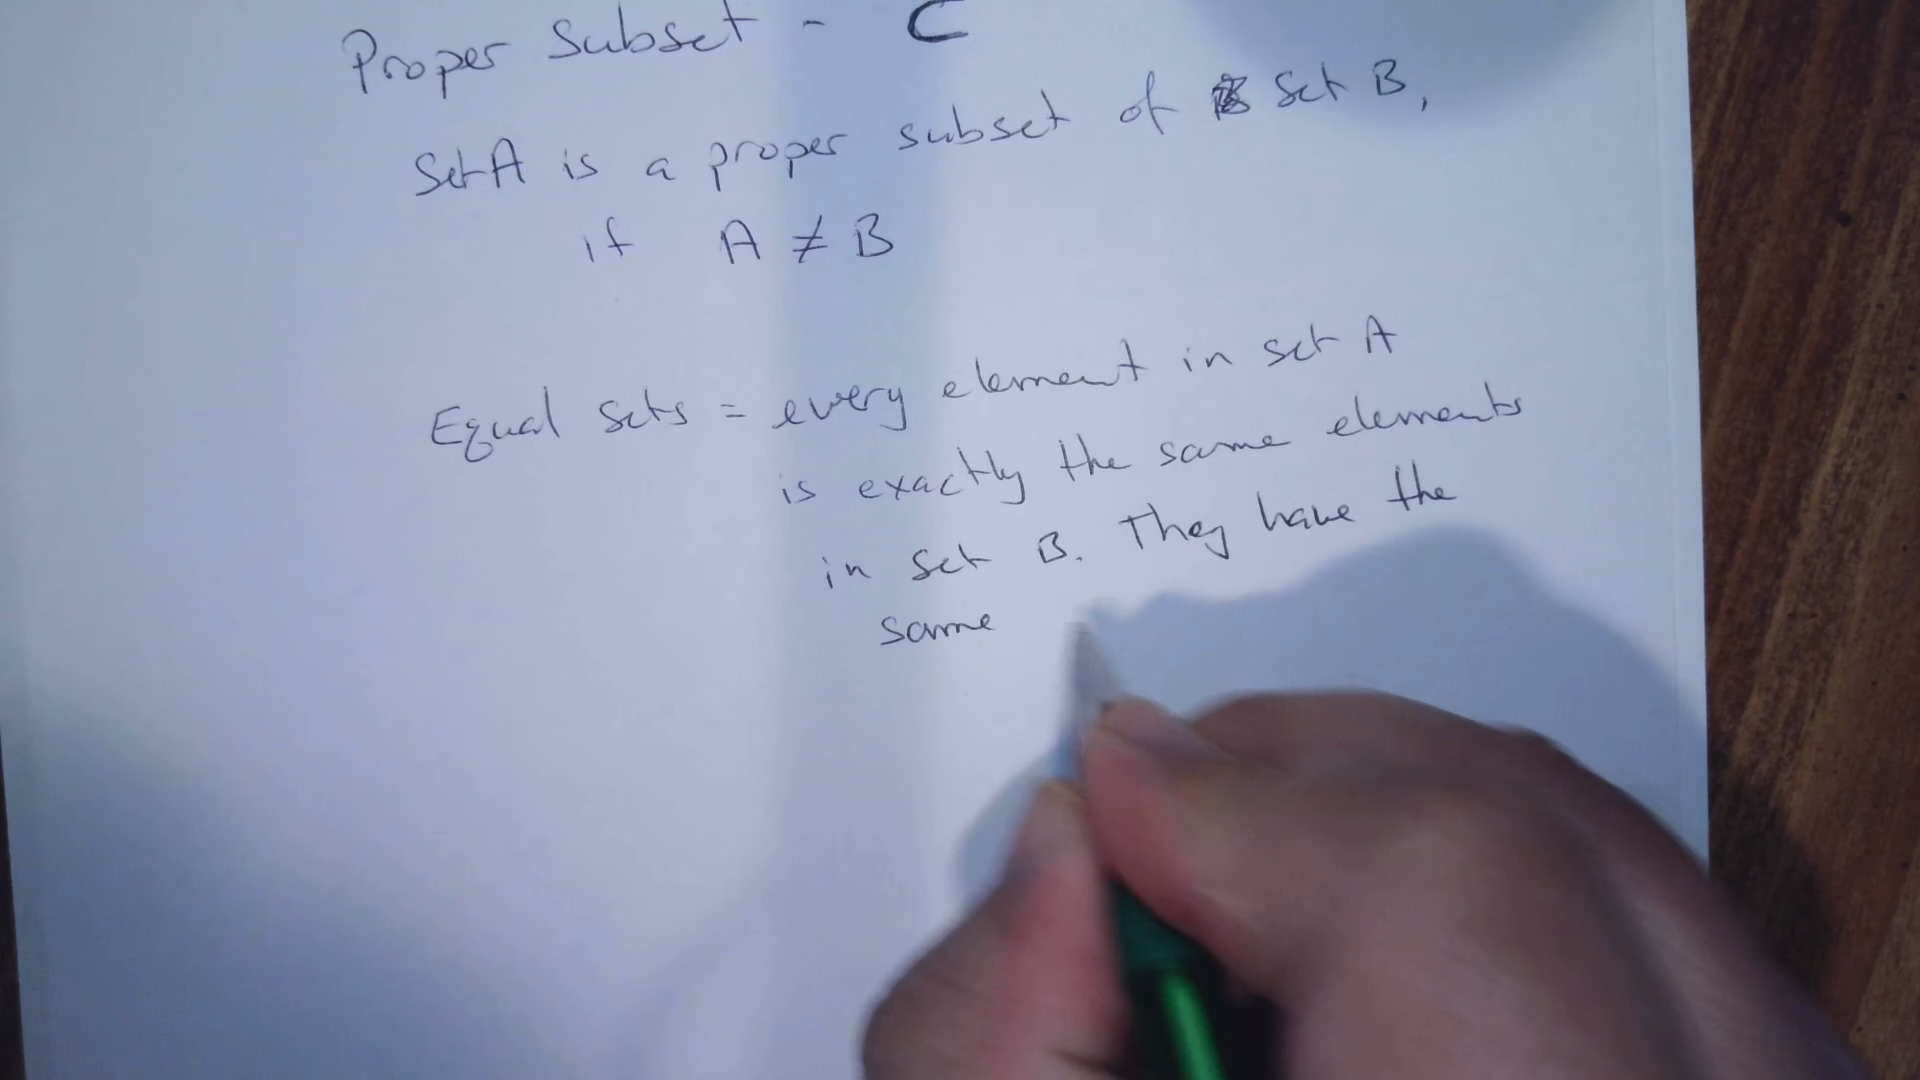 Proper Subset - ⊂
Set A is a proper subset of Set B,
if A ≠ B
Equal sets = every element in set A
is exactly the same elements
in set B. They have the
same